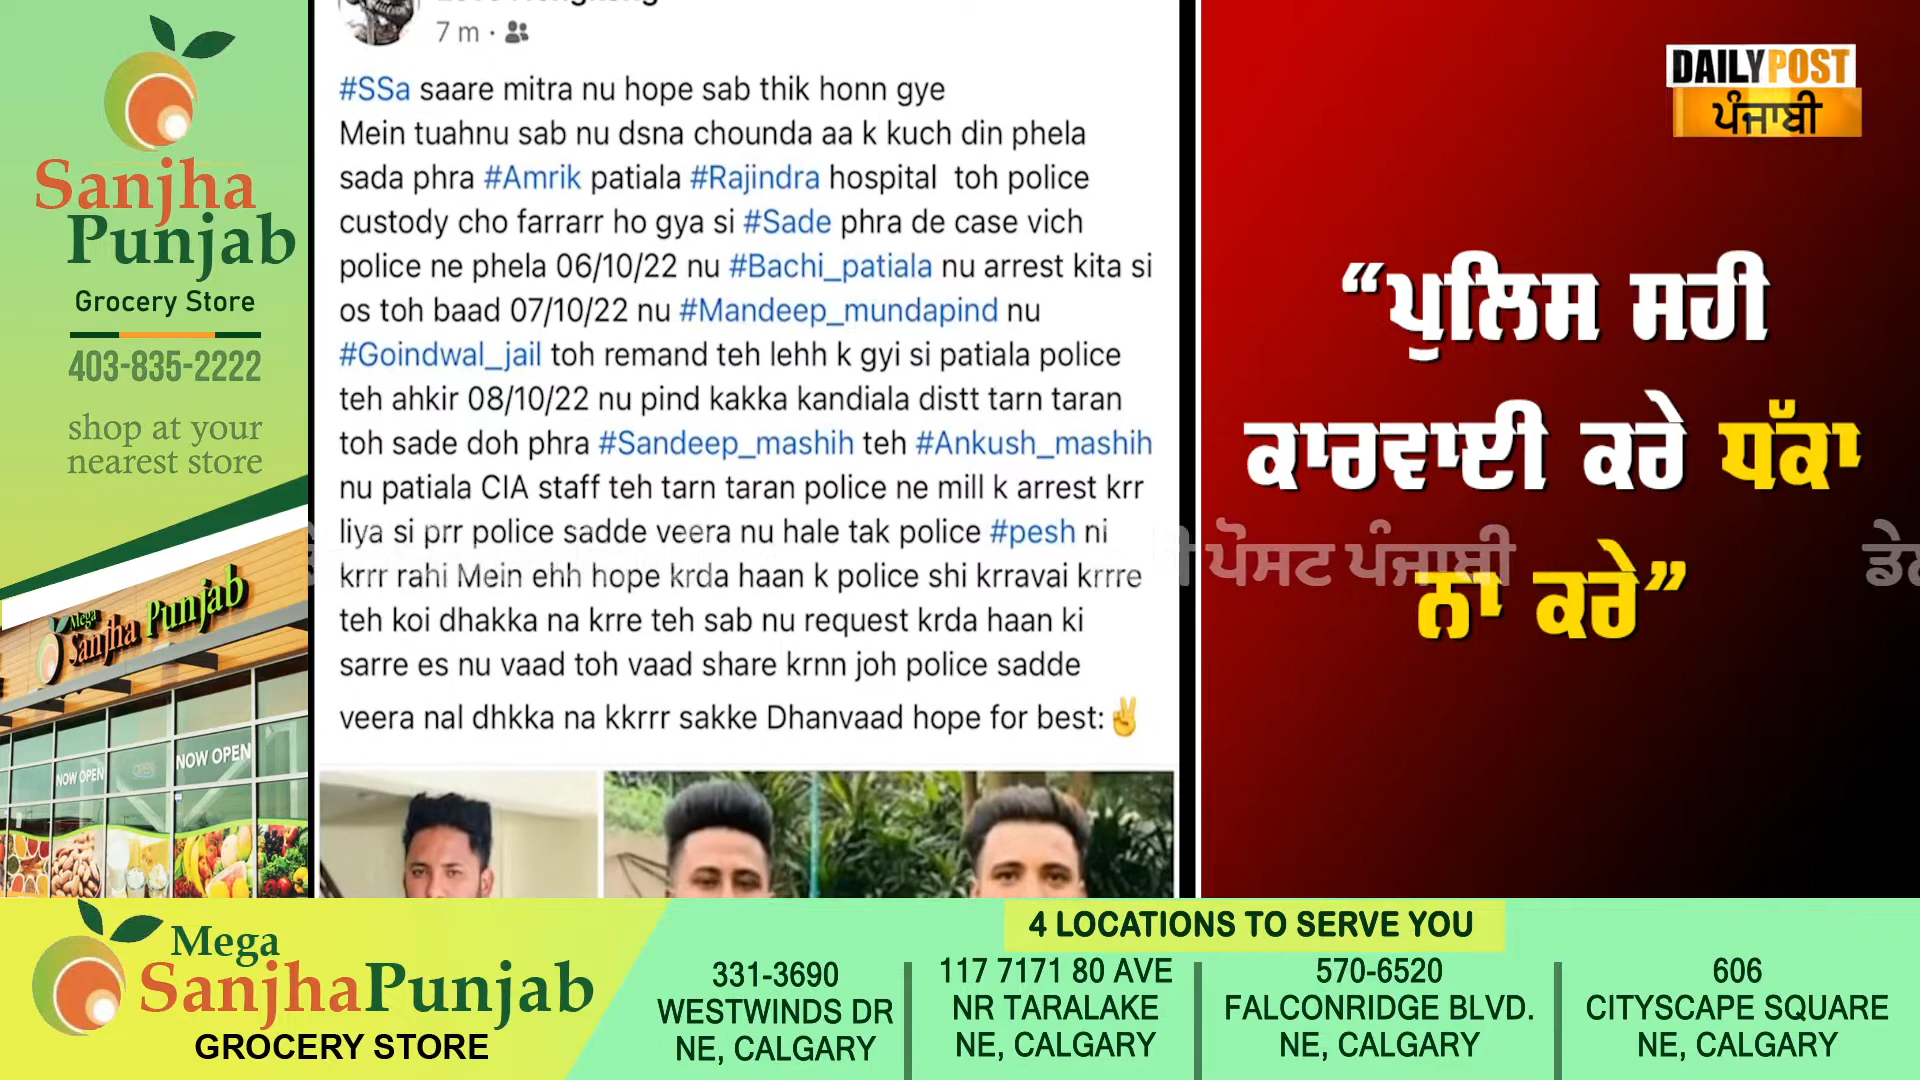 Sanjha
Punjab
Grocery Store
403-835-2222
shop at your
nearest store
Mega
Sanjha Punjab
NOW OPEN
OPEN
NOW OPEN
7 m
#SSa saare mitra nu hope sab thik honn gye
Mein tuahnu sab nu dsna chounda aa k kuch din phela
sada phra #Amrik patiala #Rajindra hospital toh police
custody cho farrarr ho gya si #Sade phra de case vich
police ne phela 06/10/22 nu #Bachi_patiala nu arrest kita si
os toh baad 07/10/22 nu #Mandeep_mundapind nu
#Goindwal_jail toh remand teh lehh k gyi si patiala police
teh ahkir 08/10/22 nu pind kakka kandiala distt tarn taran
toh sade doh phra #Sandeep_mashih teh #Ankush_mashih
nu patiala CIA staff teh tarn taran police ne mill k arrest krr
liya si prr police sadde veera nu hale tak police #pesh ni
krrr rahi Mein ehh hope krda haan k police shi krravai krrre
teh koi dhakka na krre teh sab nu request krda haan ki
sarre es nu vaad toh vaad share krnn joh police sadde
veera nal dhkka na kkrrr sakke Dhanvaad hope for best:✌
DAILYPOST
ਪੰਜਾਬੀ
“ਪੁਲਿਸ ਸਹੀ
ਕਾਰਵਾਈ ਕਰੇ ਧੱਕਾ
ਨਾ ਕਰੇ”
ਪੋਸਟ ਪੰਜਾਬੀ
Mega
SanjhaPunjab
GROCERY STORE
4 LOCATIONS TO SERVE YOU
331-3690
WESTWINDS DR
NE, CALGARY
117 7171 80 AVE
NR TARALAKE
NE, CALGARY
570-6520
FALCONRIDGE BLVD.
NE, CALGARY
606
CITYSCAPE SQUARE
NE, CALGARY